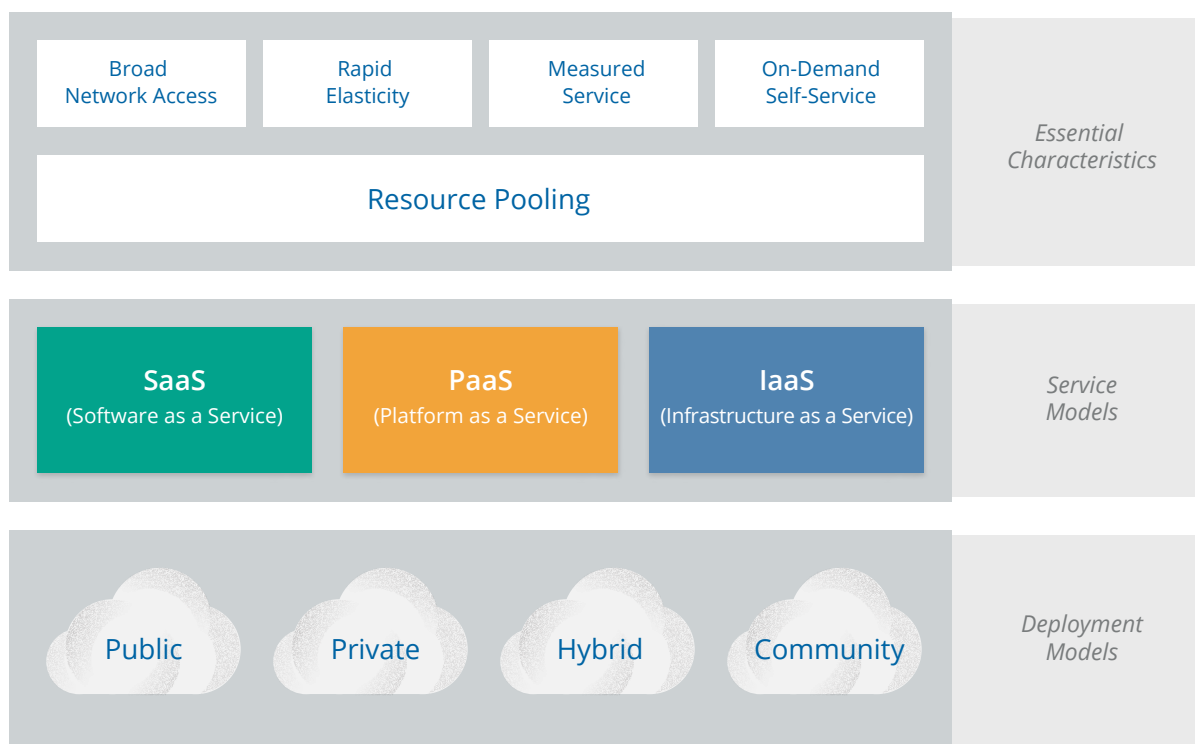 Broad
Network Access
Rapid
Elasticity
Measured
Service
On-Demand
Self-Service
Resource Pooling
Essential
Characteristics
SaaS
(Software as a Service)
PaaS
(Platform as a Service)
IaaS
(Infrastructure as a Service)
Service
Models
Public
Private
Hybrid
Community
Deployment
Models